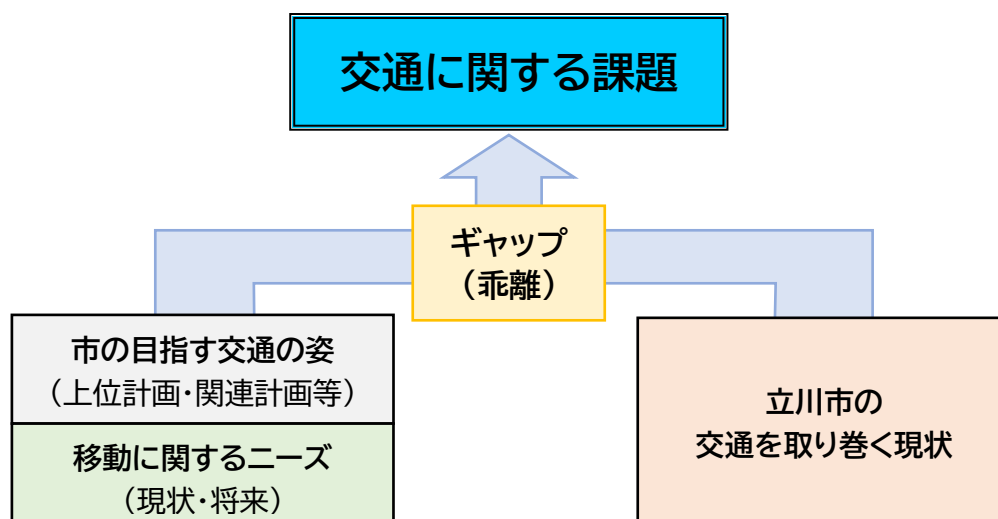 交通に関する課題
ギャップ
（乖離）
市の目指す交通の姿
（上位計画・関連計画等）
移動に関するニーズ
（現状・将来）
立川市の
交通を取り巻く現状